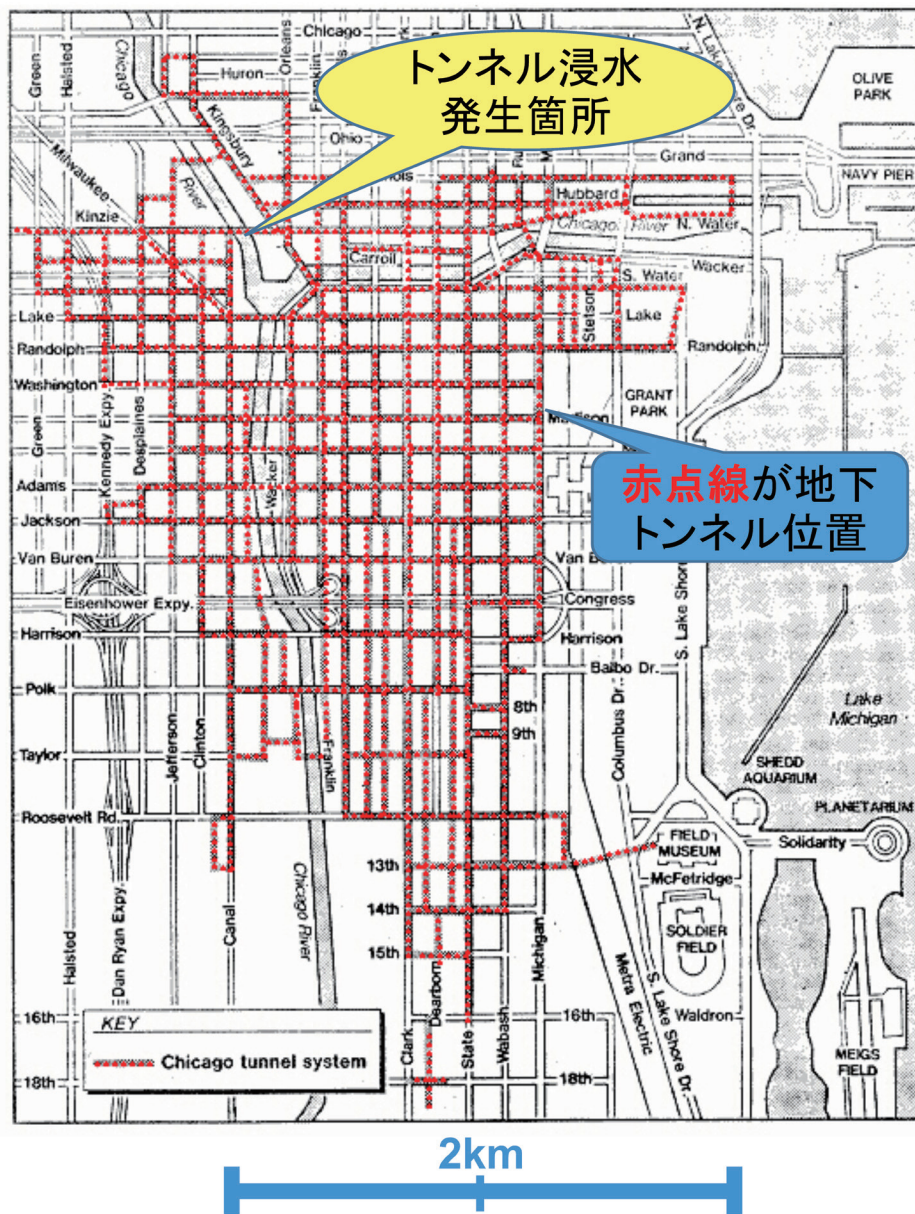 Chicago
Green
Halsted
Chicago
River
Huron
Orleans
Franklin
トンネル浸水
発生箇所
N. Lake Shore Dr.
OLIVE
PARK
Kingsbury
Ohio
Grand
NAVY PIER
Milwaukee
Kinzie
Hubbard
Chicago River
N. Water
Carroll
S. Water
Wacker
Stetson
Lake
Lake
Randolph
Randolph
Washington
GRANT
PARK
Green
Kennedy Expy.
Desplaines
Wacker
赤点線が地下
トンネル位置
Adams
Jackson
Van Buren
Eisenhower Expy.
Congress
S. Lake Shore
Harrison
Harrison
Balbo Dr.
Polk
8th
9th
Columbus Dr.
Lake
Michigan
Taylor
Jefferson
Clinton
Franklin
SHEDD
AQUARIUM
PLANETARIUM
Roosevelt Rd.
FIELD
MUSEUM
Solidarity
13th
McFetridge
Halsted
Dan Ryan Expy.
Canal
Chicago River
14th
SOLDIER
FIELD
15th
Michigan
Metra Electric
S. Lake Shore Dr.
Clark
Dearborn
State
Wabash
16th
16th
Waldron
KEY
Chicago tunnel system
MEIGS
FIELD
18th
18th
2km